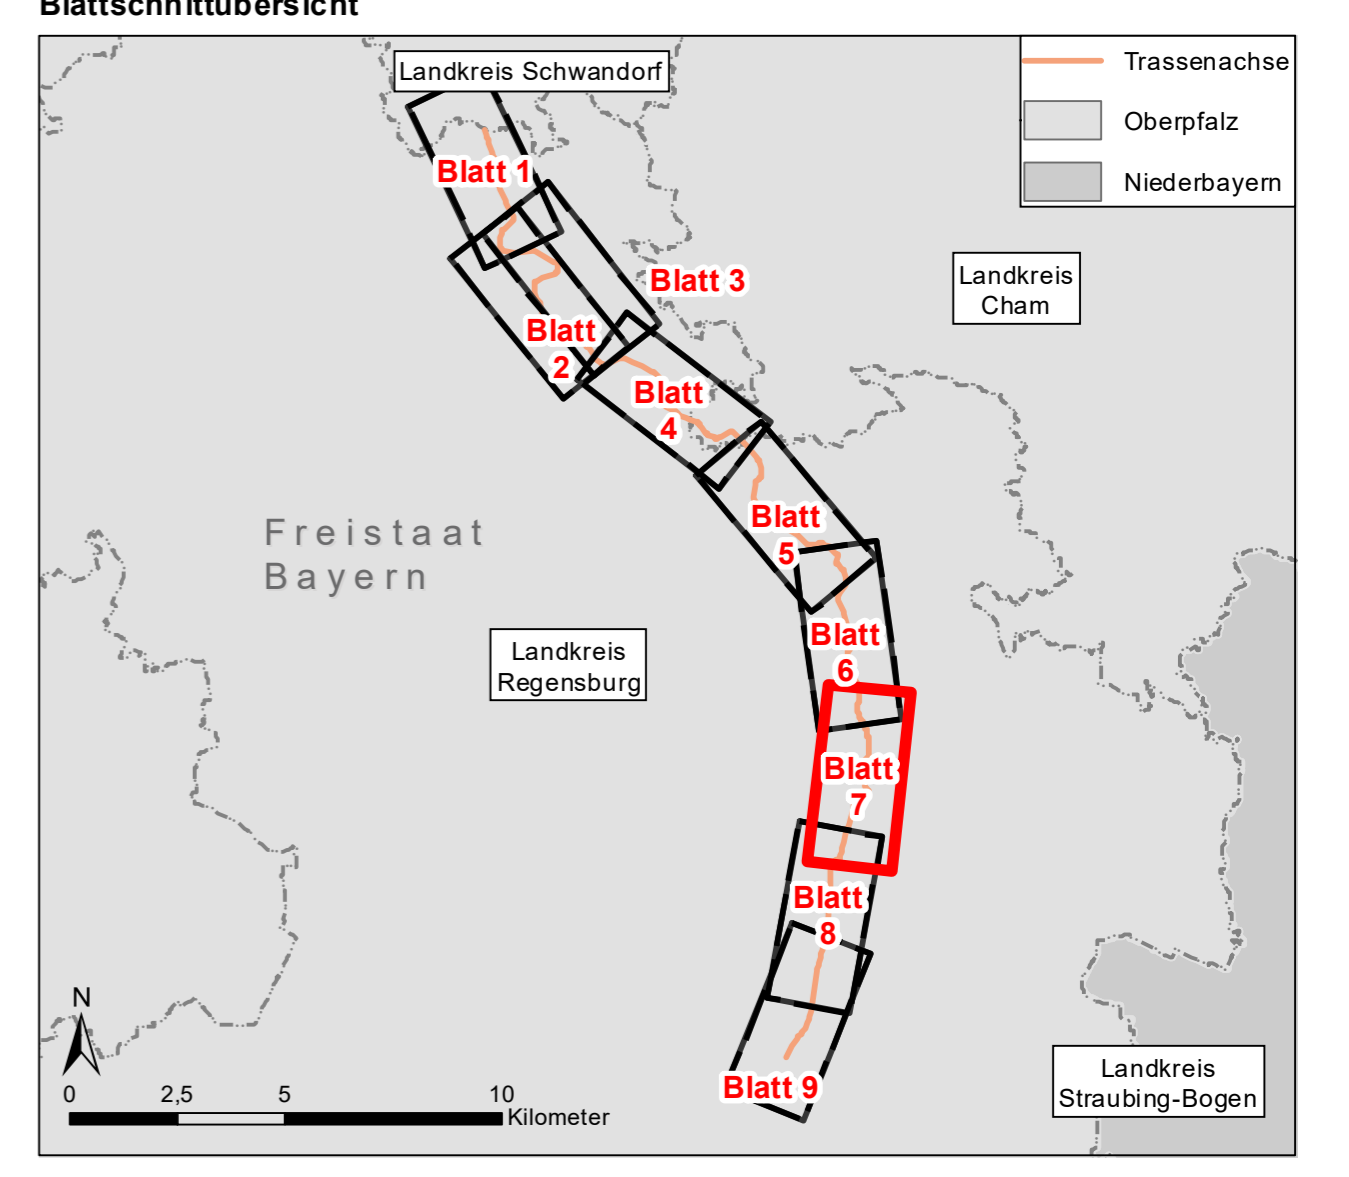 Blattschnittübersicht
Landkreis Schwandorf
Trassenachse
Oberpfalz
Niederbayern
Blatt 1
Blatt 3
Landkreis
Cham
Blatt
2
Blatt
4
Blatt
5
Freistaat
Bayern
Landkreis
Regensburg
Blatt
6
Blatt
7
Blatt
8
Blatt 9
Landkreis
Straubing-Bogen
N
0 2,5 5 10
Kilometer